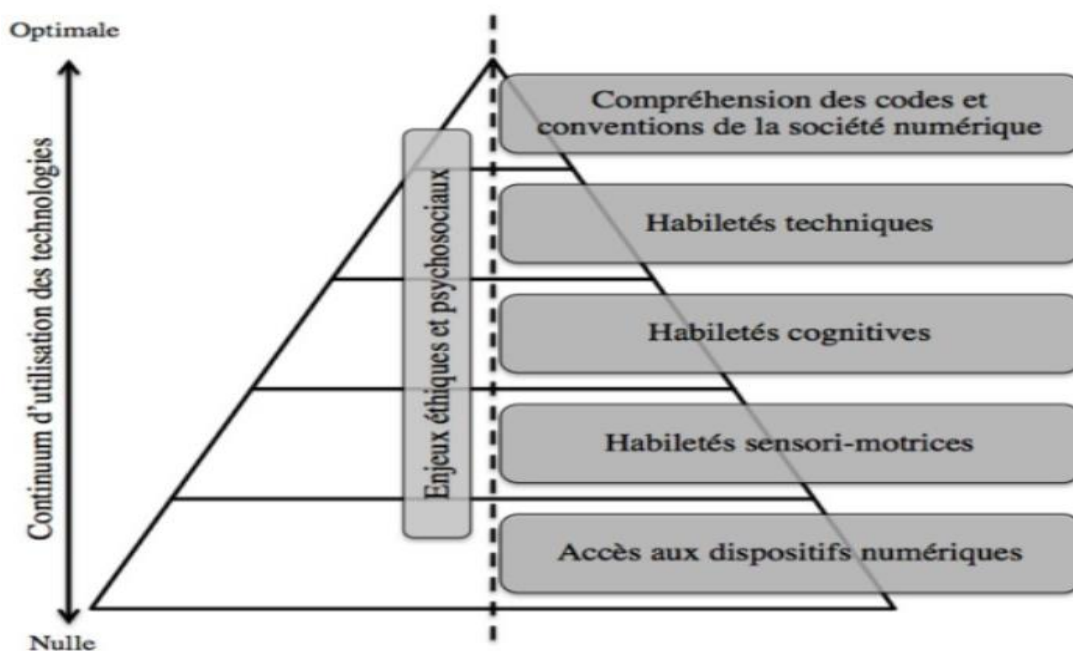 Optimale
Continuum d'utilisation des technologies
Nulle
Enjeux éthiques et psychosociaux
Compréhension des codes et
conventions de la société numérique
Habiletés techniques
Habiletés cognitives
Habiletés sensori-motrices
Accès aux dispositifs numériques